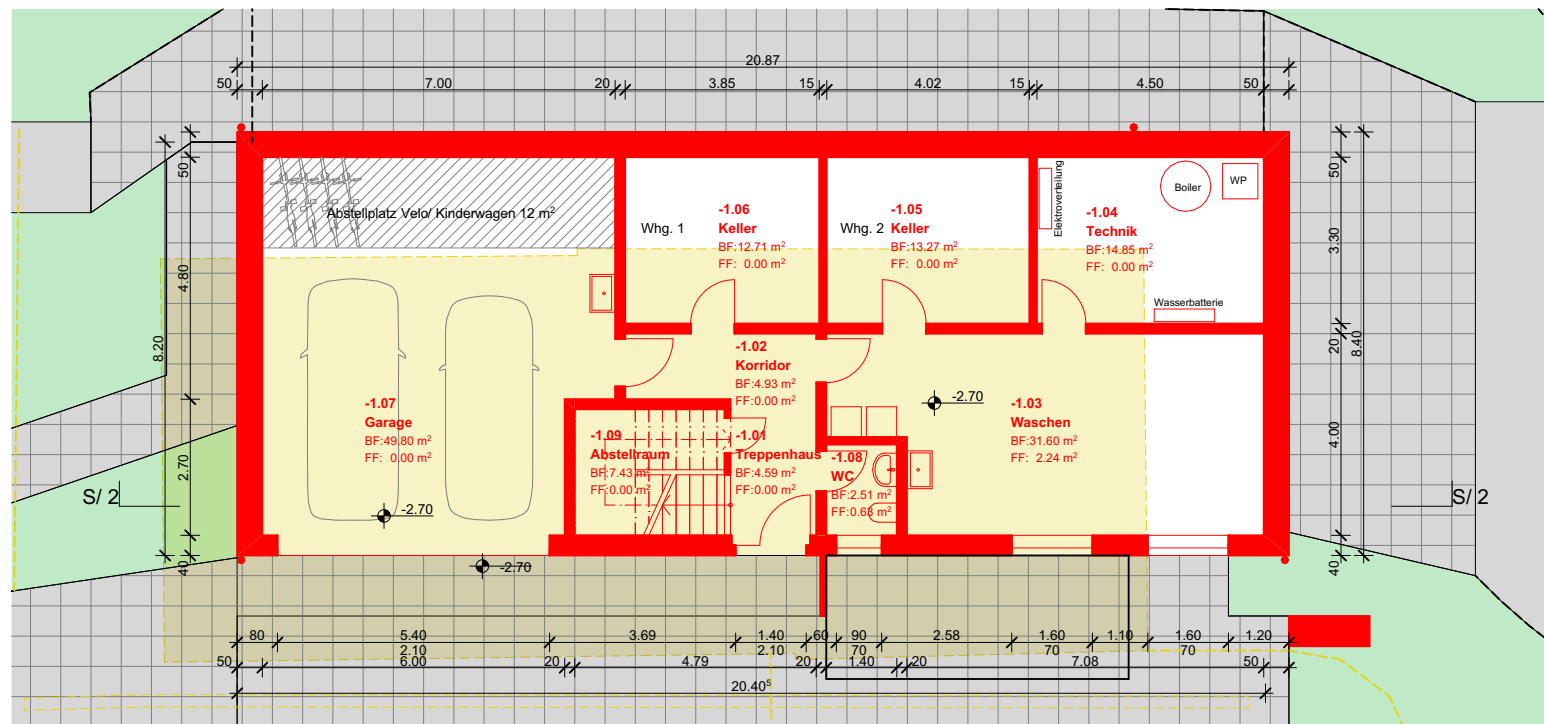 20.87
50 7.00 20 3.85 15 4.02 15 4.50 50
50
4.80
8.20
2.70
40
50
3.30
20
8.40
4.00
40
Abstellplatz Velo/ Kinderwagen 12 m²
Whg. 1
-1.06
Keller
BF:12.71 m²
FF: 0.00 m²
Whg. 2
-1.05
Keller
BF:13.27 m²
FF: 0.00 m²
Elektroverteilung
Boiler
WP
-1.04
Technik
BF:14.85 m²
FF: 0.00 m²
Wasserbatterie
-1.02
Korridor
BF:4.93 m²
FF:0.00 m²
-1.07
Garage
BF:49.80 m²
FF: 0.00 m²
-2.70
-1.09
Abstellraum
BF:7.43 m²
FF:0.00 m²
-1.01
Treppenhaus
BF:4.59 m²
FF:0.00 m²
-1.08
WC
BF:2.51 m²
FF:0.63 m²
-2.70
-1.03
Waschen
BF:31.60 m²
FF: 2.24 m²
S/ 2
S/ 2
-2.70
80 5.40 3.69 1.40 60 90 2.58 1.60 1.10 1.60 1.20
2.10 2.10 70 70 70
50 6.00 20 4.79 20 1.40 20 7.08 50
20.40⁵